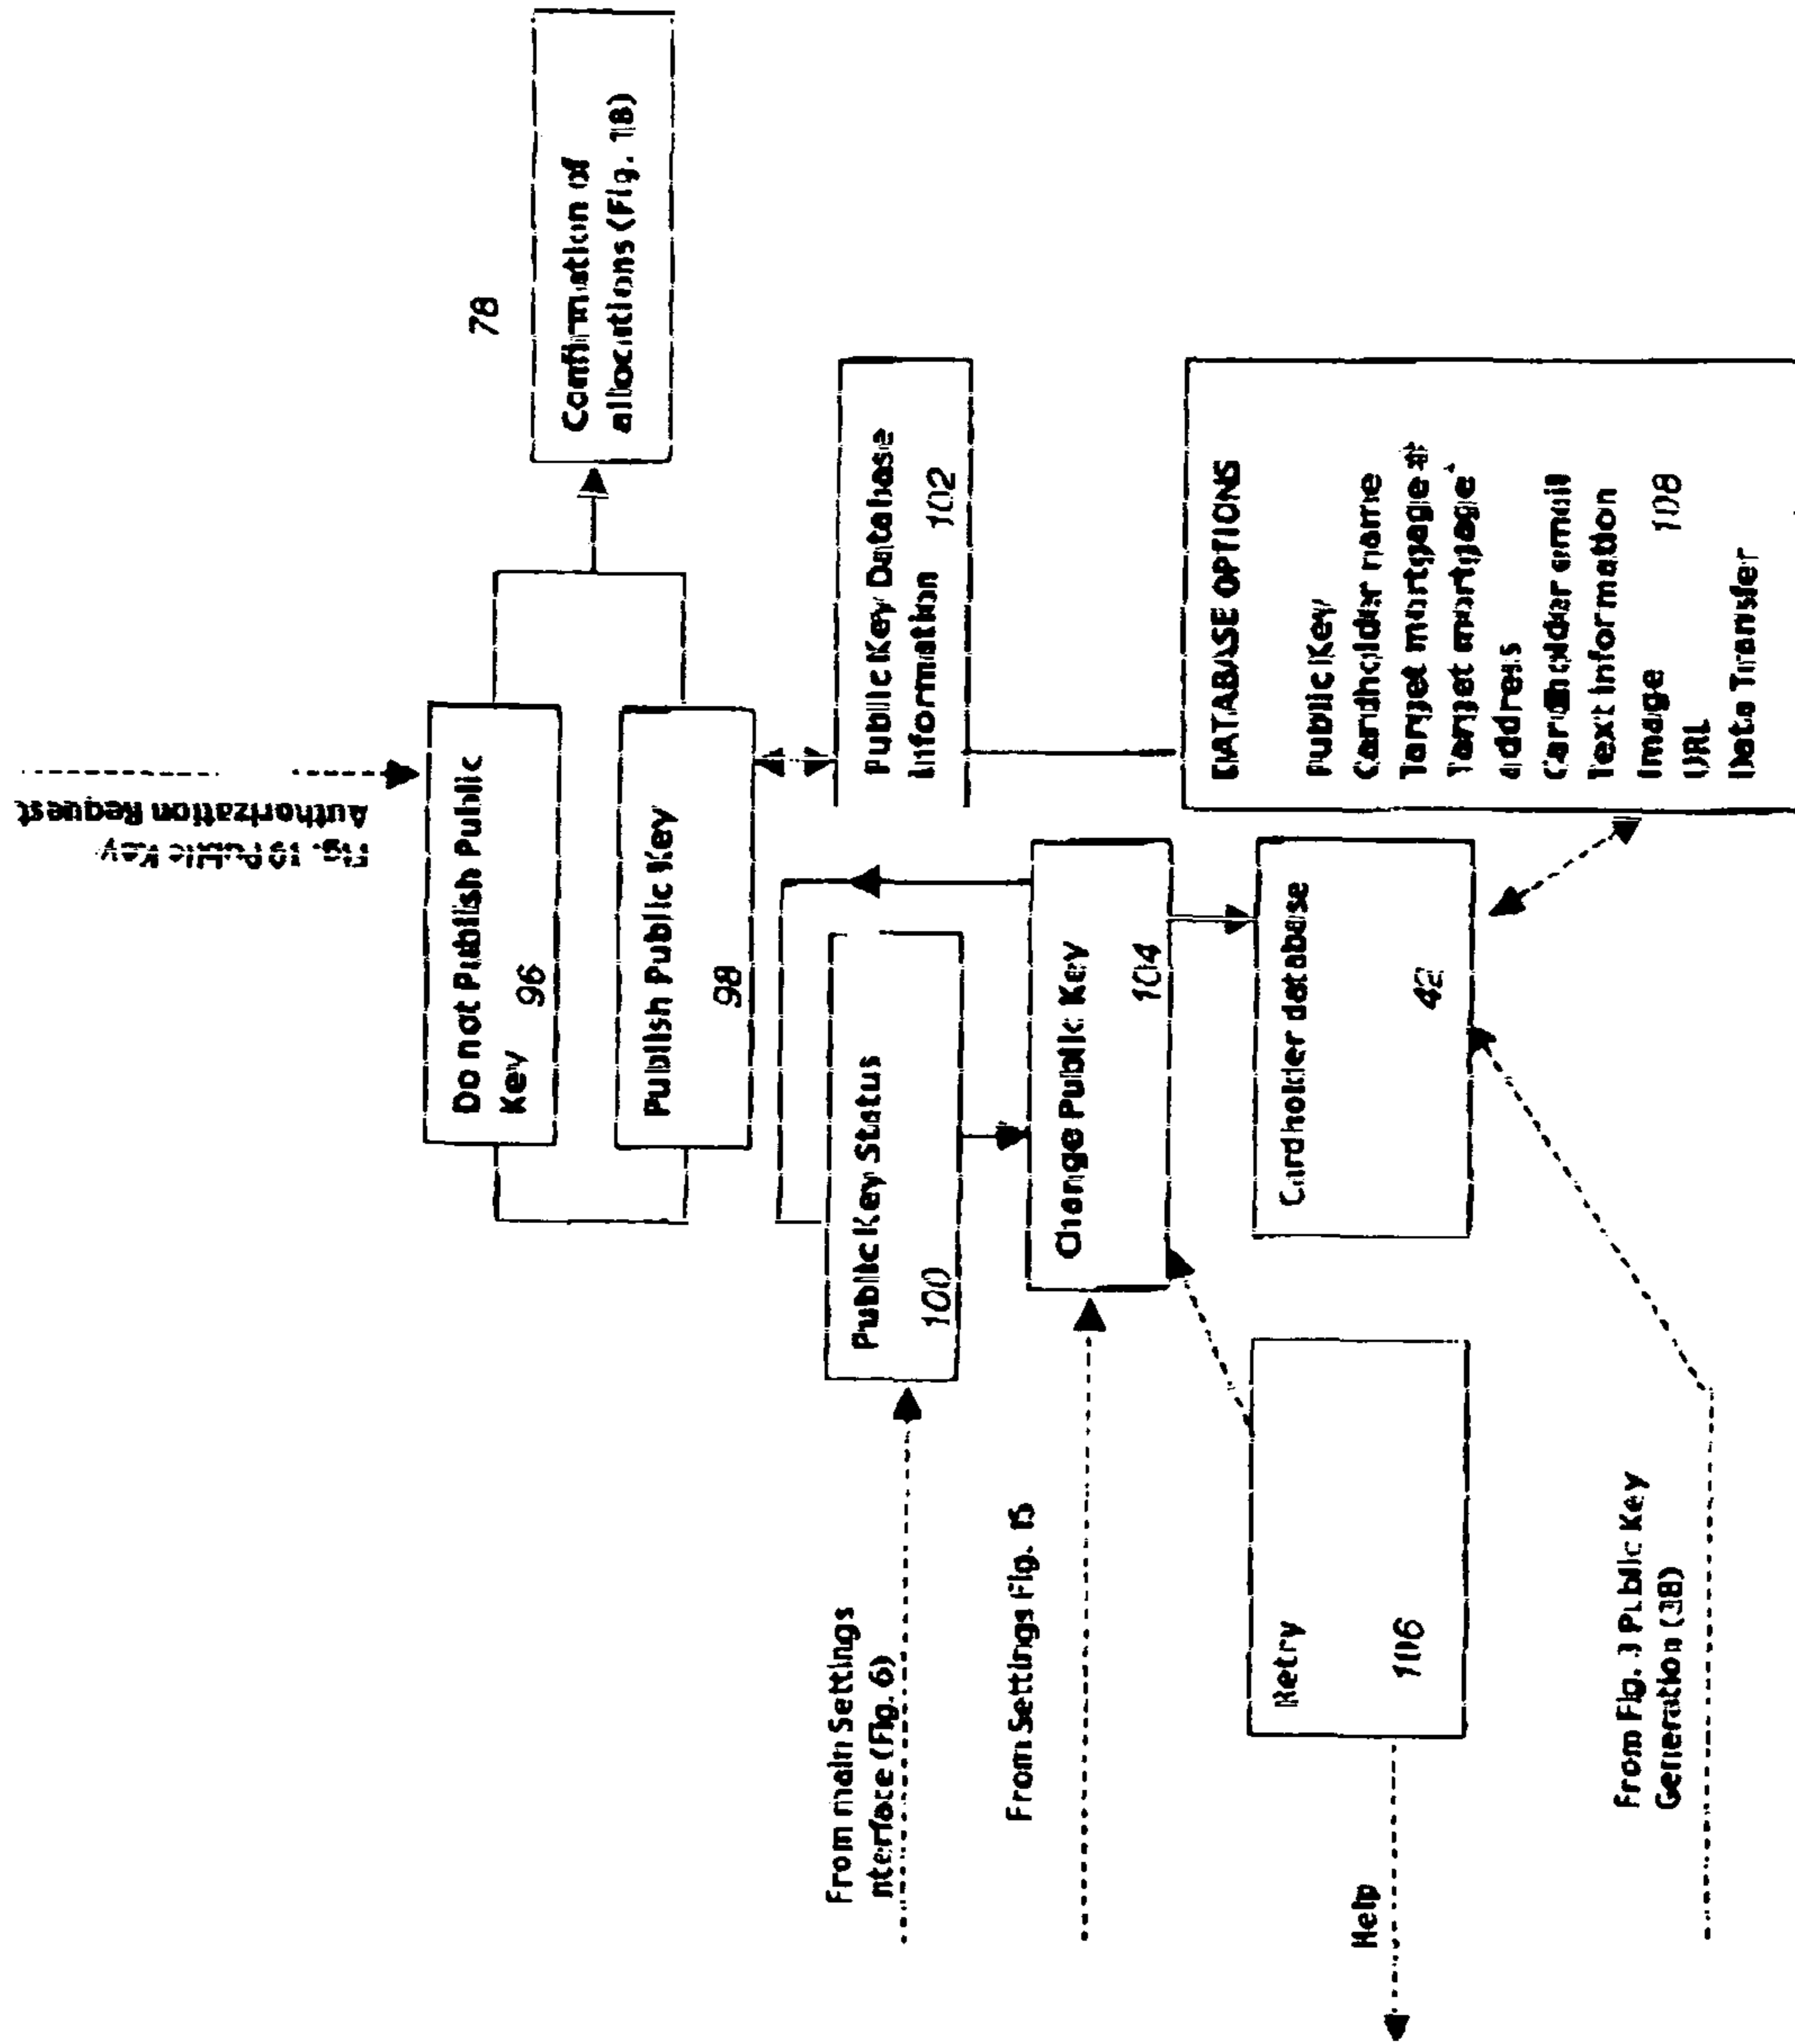 Fig. 19 Public Key
Authorization Request
Do not Publish Public
Key
96
Publish Public Key
98
78
Confirmation of
allocations (Fig. 18)
From main Settings
nterface (Fig. 6)
Public Key Status
100
Public Key Database
Information 102
From Settings Fig. 15
Change Public Key
104
Help
Retry
106
Cardholder database
42
DATABASE OPTIONS
Public Key
Cardholder name
Target mortgage #
Target mortgage
address
Cardholder email
Text information
Image
108
URL
Data Transfer
From Fig. 3 Public Key
Generation (38)